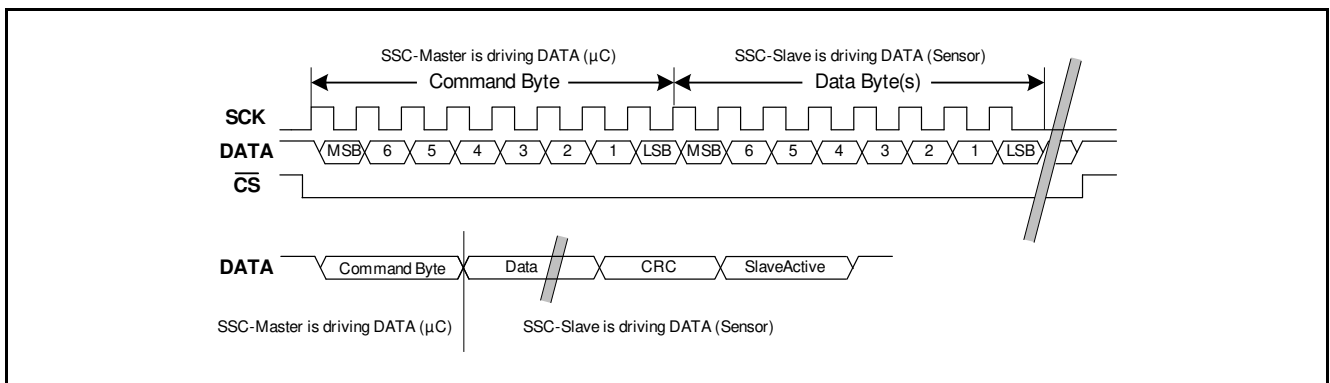 SSC-Master is driving DATA (µC) SSC-Slave is driving DATA (Sensor)
Command Byte Data Byte(s)
SCK
DATA MSB 6 5 4 3 2 1 LSB MSB 6 5 4 3 2 1 LSB
CS
DATA Command Byte Data CRC SlaveActive
SSC-Master is driving DATA (µC) SSC-Slave is driving DATA (Sensor)